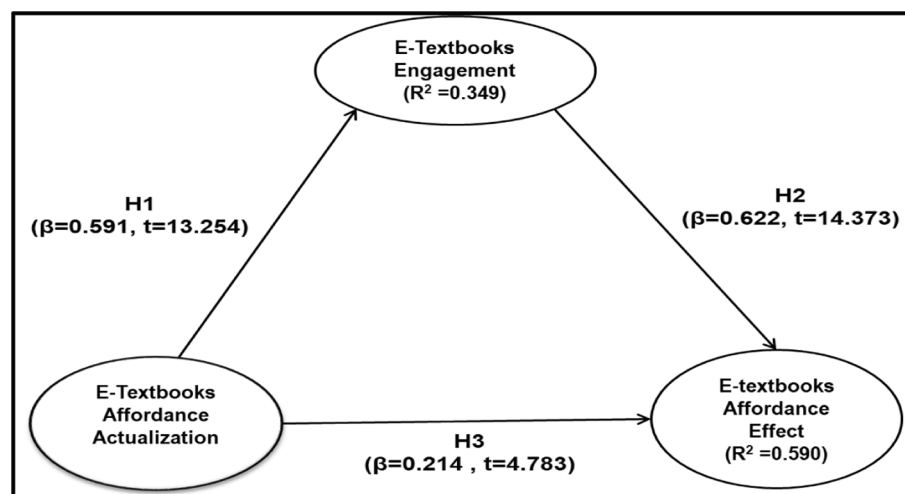 E-Textbooks
Engagement
(R² =0.349)
H1
(β=0.591, t=13.254)
H2
(β=0.622, t=14.373)
E-Textbooks
Affordance
Actualization
H3
(β=0.214 , t=4.783)
E-textbooks
Affordance
Effect
(R² =0.590)